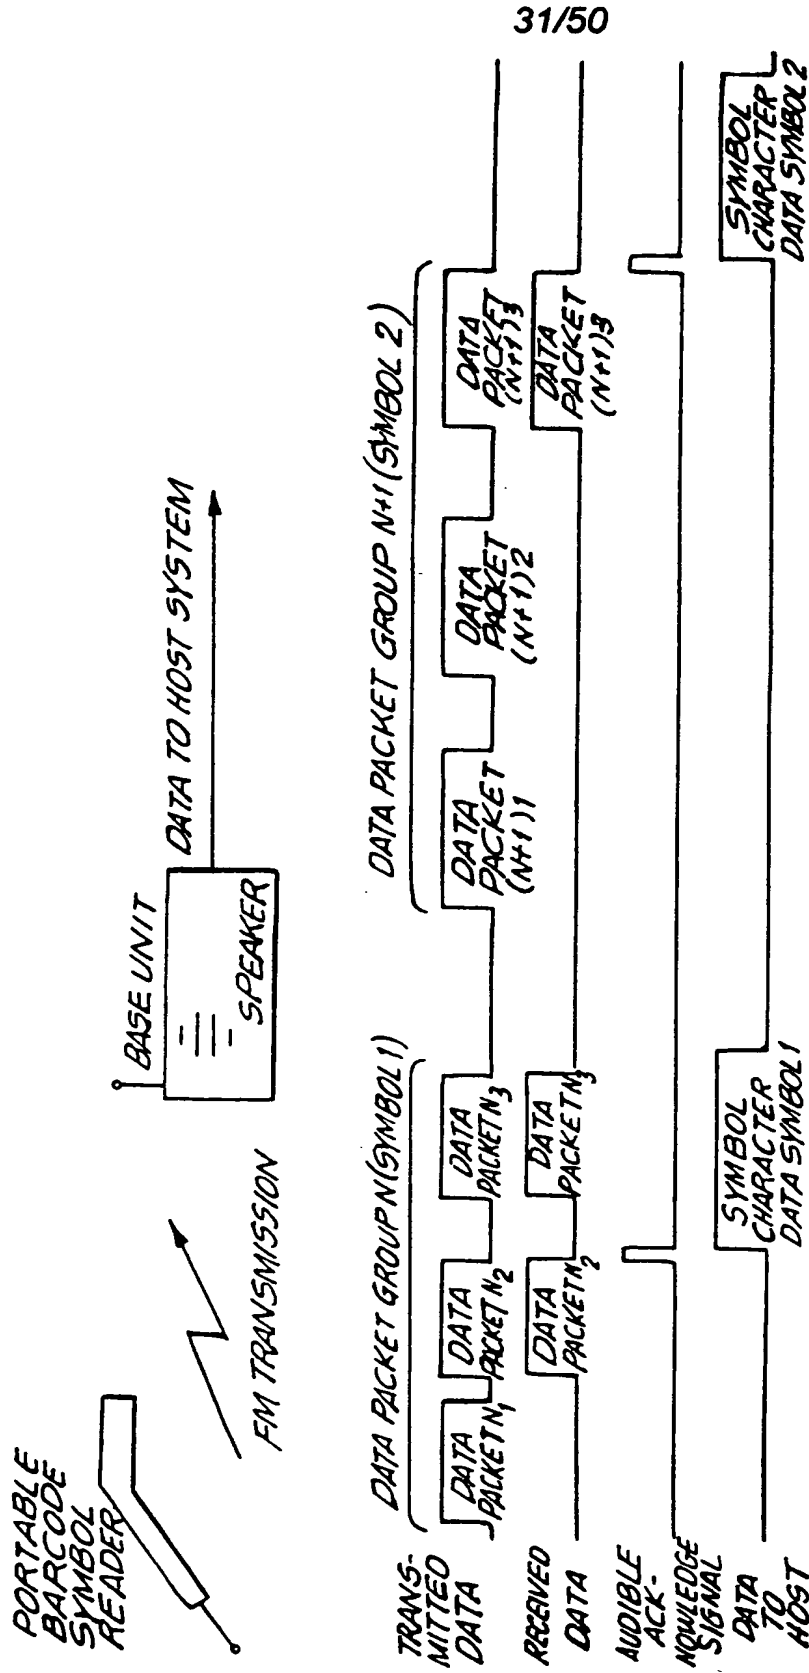 31/50
PORTABLE
BARCODE
SYMBOL
READER
FM TRANSMISSION
BASE UNIT
SPEAKER
DATA TO HOST SYSTEM
DATA PACKET GROUP N (SYMBOL 1)
DATA PACKET GROUP N+1 (SYMBOL 2)
TRANS-
MITTED
DATA
DATA
PACKET N1
DATA
PACKET N2
DATA
PACKET N3
DATA
PACKET
(N+1)1
DATA
PACKET
(N+1)2
DATA
PACKET
(N+1)3
RECEIVED
DATA
DATA
PACKET N2
DATA
PACKET N3
DATA
PACKET
(N+1)3
AUDIBLE
ACK-
NOWLEDGE
SIGNAL
DATA
TO
HOST
SYMBOL
CHARACTER
DATA SYMBOL 1
SYMBOL
CHARACTER
DATA SYMBOL 2